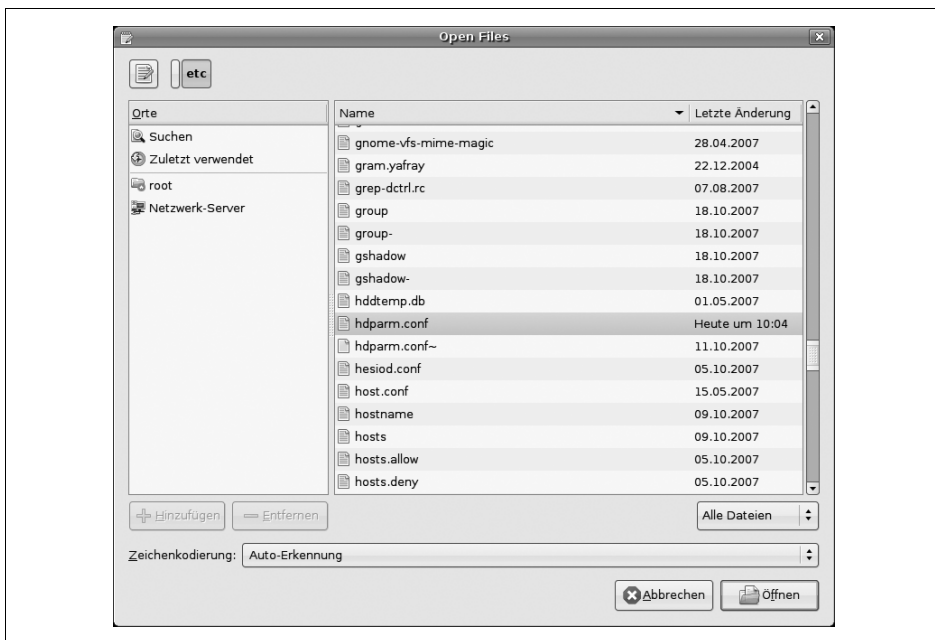 Open Files
etc
Orte
Name Letzte Änderung
Suchen
Zuletzt verwendet
root
Netzwerk-Server
gnome-vfs-mime-magic 28.04.2007
gram.yafray 22.12.2004
grep-dctrl.rc 07.08.2007
group 18.10.2007
group- 18.10.2007
gshadow 18.10.2007
gshadow- 18.10.2007
hddtemp.db 01.05.2007
hdparm.conf Heute um 10:04
hdparm.conf~ 11.10.2007
hesiod.conf 05.10.2007
host.conf 15.05.2007
hostname 09.10.2007
hosts 09.10.2007
hosts.allow 05.10.2007
hosts.deny 05.10.2007
Hinzufügen Entfernen Alle Dateien
Zeichenkodierung: Auto-Erkennung
Abbrechen Öffnen